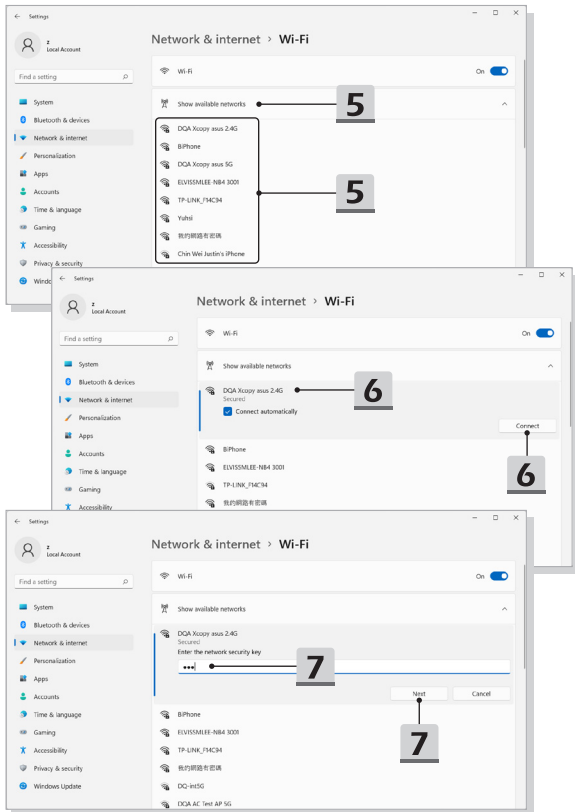 Settings
z
Local Account
Find a setting
System
Bluetooth & devices
Network & internet
Personalization
Apps
Accounts
Time & language
Gaming
Accessibility
Privacy & security
Windo
Network & internet > Wi-Fi
Wi-Fi
On
Show available networks
5
DQA Xcopy asus 2.4G
BiPhone
DQA Xcopy asus 5G
ELVISSMLEE-NB4 3001
TP-LINK_F14C94
Yuhsi
我的網路有密碼
Chin Wei Justin's iPhone
5
Settings
z
Local Account
Find a setting
System
Bluetooth & devices
Network & internet
Personalization
Apps
Accounts
Time & language
Gaming
Accessibility
Network & internet > Wi-Fi
Wi-Fi
On
Show available networks
DQA Xcopy asus 2.4G
6
Secured
Connect automatically
Connect
6
BiPhone
ELVISSMLEE-NB4 3001
TP-LINK_F14C94
我的網路有密碼
Settings
z
Local Account
Find a setting
System
Bluetooth & devices
Network & internet
Personalization
Apps
Accounts
Time & language
Gaming
Accessibility
Privacy & security
Windows Update
Network & internet > Wi-Fi
Wi-Fi
On
Show available networks
DQA Xcopy asus 2.4G
Secured
Enter the network security key
•••
7
Next
Cancel
7
BiPhone
ELVISSMLEE-NB4 3001
TP-LINK_F14C94
我的網路有密碼
DQ-int5G
DQA AC Test AP 5G